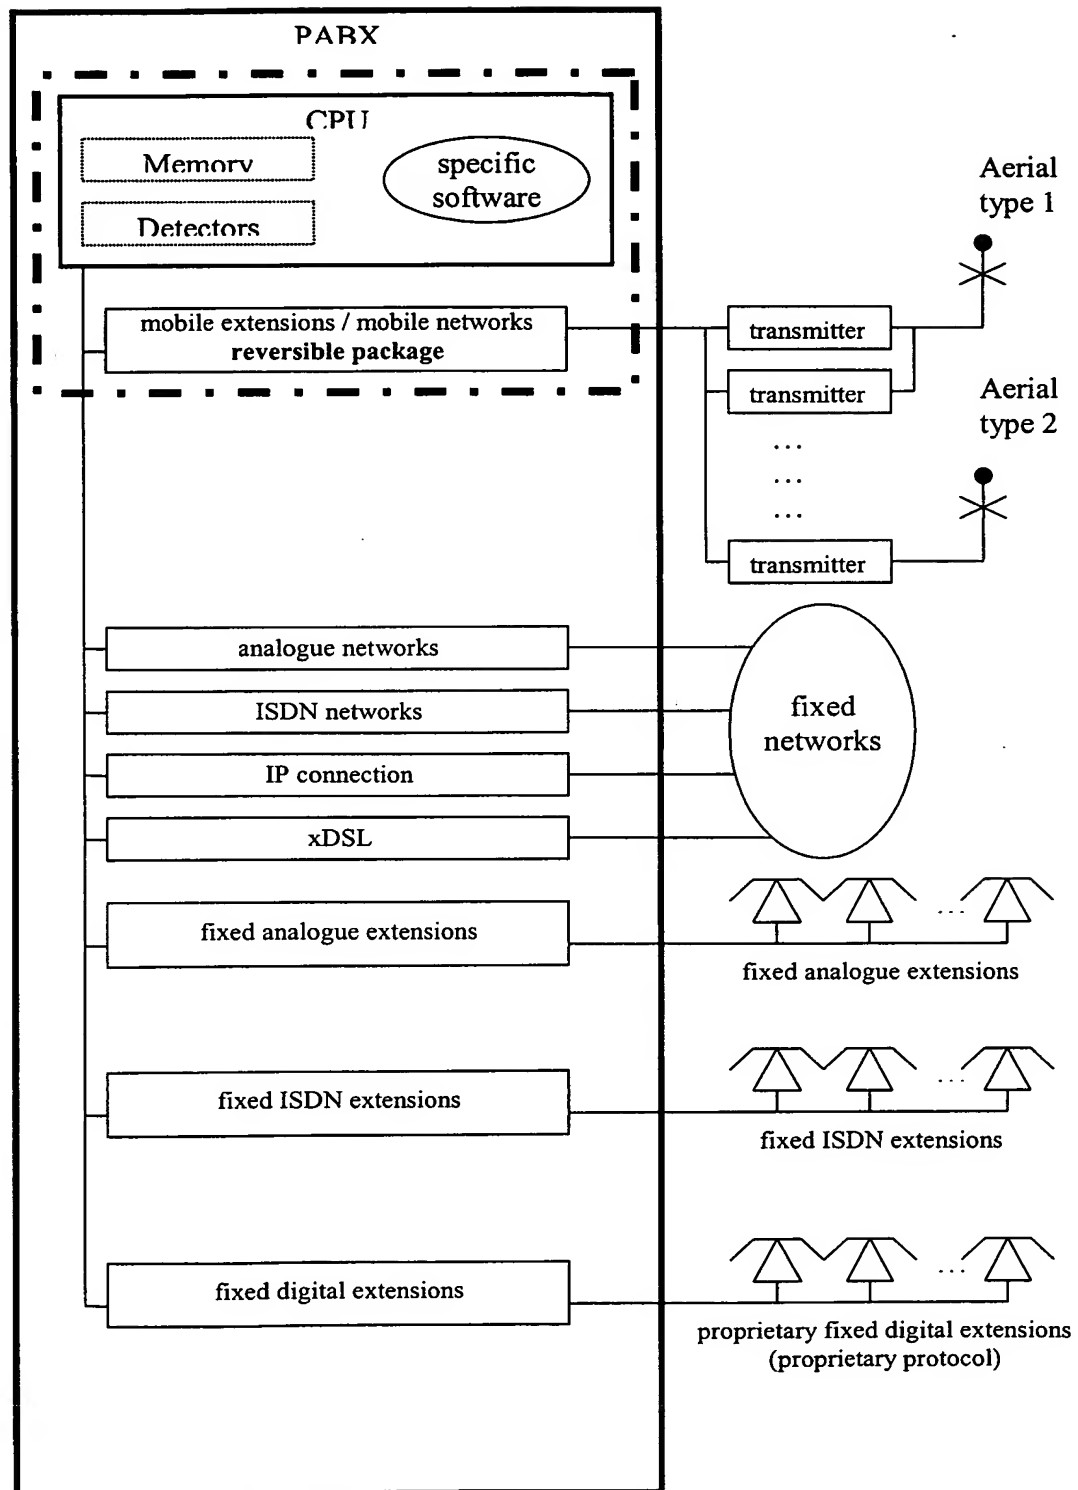 PABX
CPU
Memory
specific
software
Detectors
Aerial
type 1
mobile extensions / mobile networks
reversible package
transmitter
transmitter
Aerial
type 2
...
...
...
transmitter
analogue networks
ISDN networks
IP connection
xDSL
fixed
networks
fixed analogue extensions
...
fixed analogue extensions
fixed ISDN extensions
...
fixed ISDN extensions
fixed digital extensions
...
proprietary fixed digital extensions
(proprietary protocol)